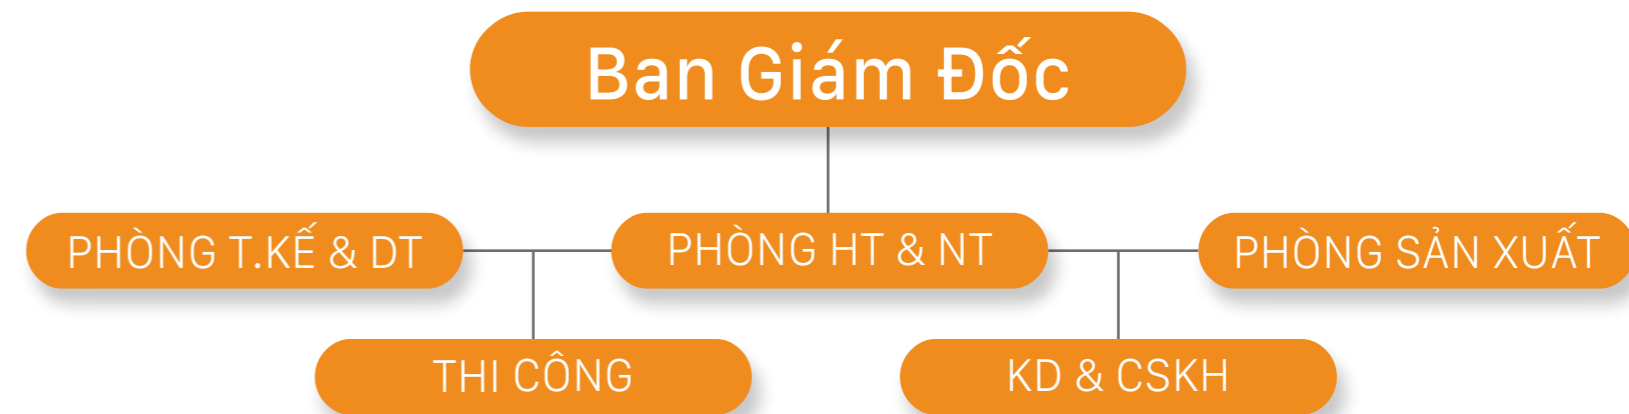 Ban Giám Đốc
PHÒNG T.KẾ & DT
PHÒNG HT & NT
PHÒNG SẢN XUẤT
THI CÔNG
KD & CSKH